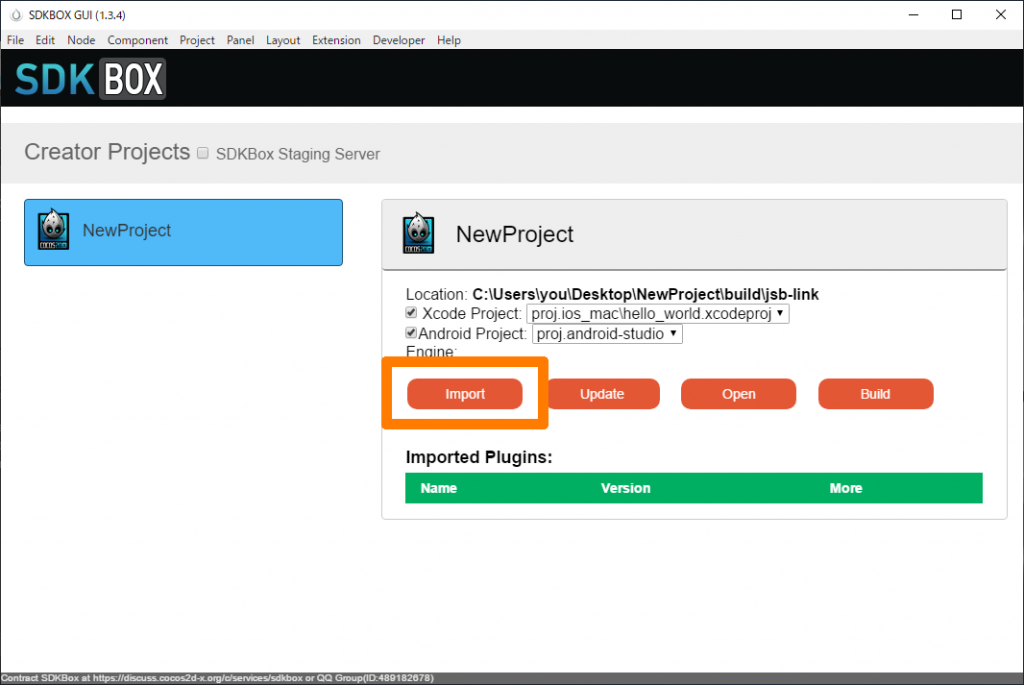 SDKBOX GUI (1.3.4)
File Edit Node Component Project Panel Layout Extension Developer Help
SDK BOX
Creator Projects SDKBox Staging Server
NewProject
NewProject
Location: C:\Users\you\Desktop\NewProject\build\jsb-link
Xcode Project: proj.ios_mac\hello_world.xcodeproj
Android Project: proj.android-studio
Engine:
Import Update Open Build
Imported Plugins:
Name Version More
Contract SDKBox at https://discuss.cocos2d-x.org/c/services/sdkbox or QQ Group(ID:489182678)